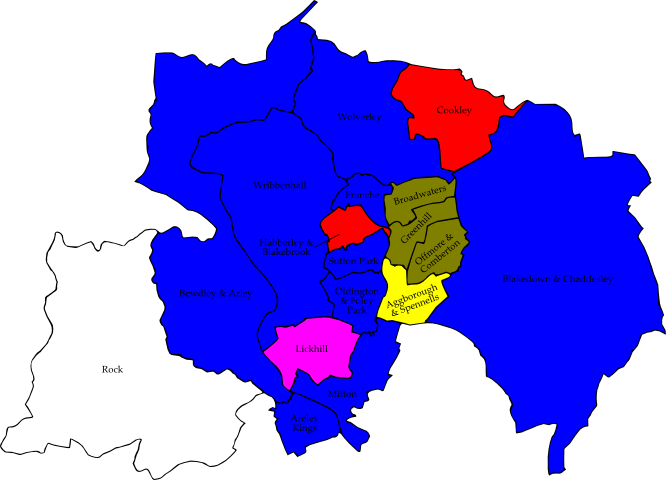 Cookley
Wolverley
Wribbenhall
Franche
Broadwaters
Greenhill
Habberley &
Blakebrook
Offmore &
Comberton
Sutton Park
Blakedown & Chaddesley
Bewdley & Arley
Oldington
& Foley
Park
Aggborough
& Spennells
Lickhill
Rock
Mitton
Areley
Kings